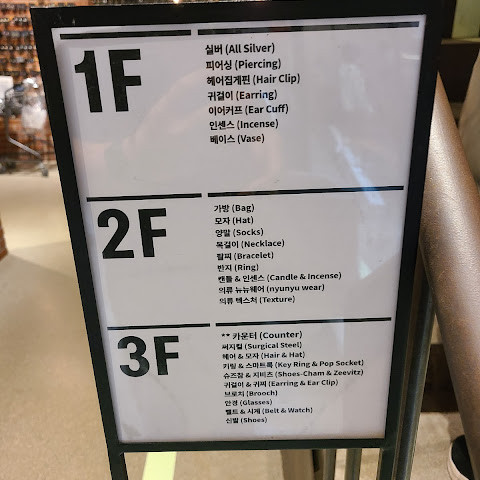 1F
실버 (All Silver)
피어싱 (Piercing)
헤어집게핀 (Hair Clip)
귀걸이 (Earring)
이어커프 (Ear Cuff)
인센스 (Incense)
베이스 (Vase)
2F
가방 (Bag)
모자 (Hat)
양말 (Socks)
목걸이 (Necklace)
팔찌 (Bracelet)
반지 (Ring)
캔들 & 인센스 (Candle & Incense)
의류 뉴뉴웨어 (nyunyu wear)
의류 텍스처 (Texture)
3F
** 카운터 (Counter)
써지컬 (Surgical Steel)
헤어 & 모자 (Hair & Hat)
키링 & 스마트톡 (Key Ring & Pop Socket)
슈즈참 & 지비츠 (Shoes-Cham & Zeevitz)
귀걸이 & 귀찌 (Earring & Ear Clip)
브로치 (Brooch)
안경 (Glasses)
벨트 & 시계 (Belt & Watch)
신발 (Shoes)